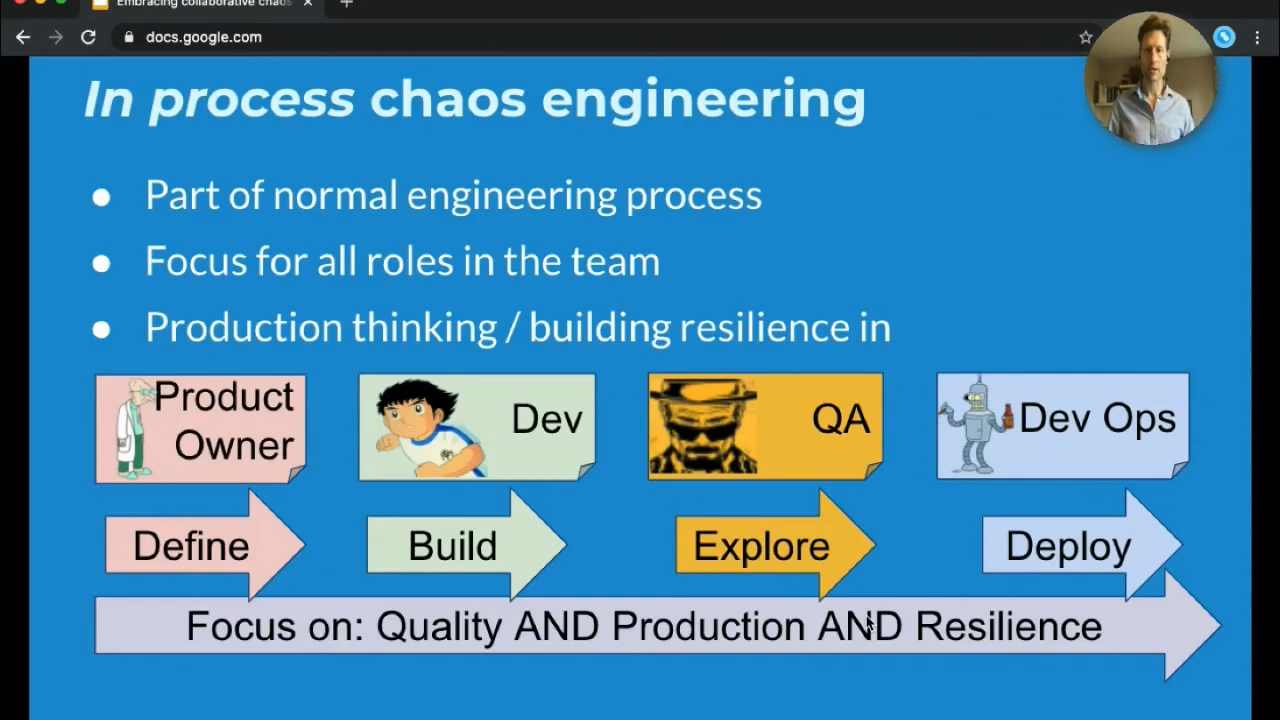 Embracing collaborative chaos
docs.google.com
In process chaos engineering
Part of normal engineering process
Focus for all roles in the team
Production thinking / building resilience in
Product
Owner
Dev
QA
Dev Ops
Define
Build
Explore
Deploy
Focus on: Quality AND Production AND Resilience